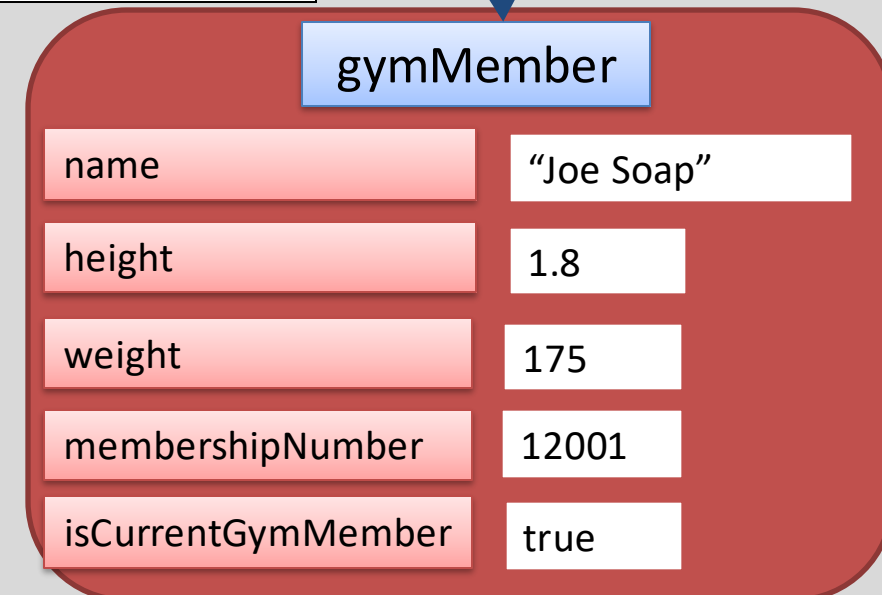 gymMember
name “Joe Soap”
height 1.8
weight 175
membershipNumber 12001
isCurrentGymMember true